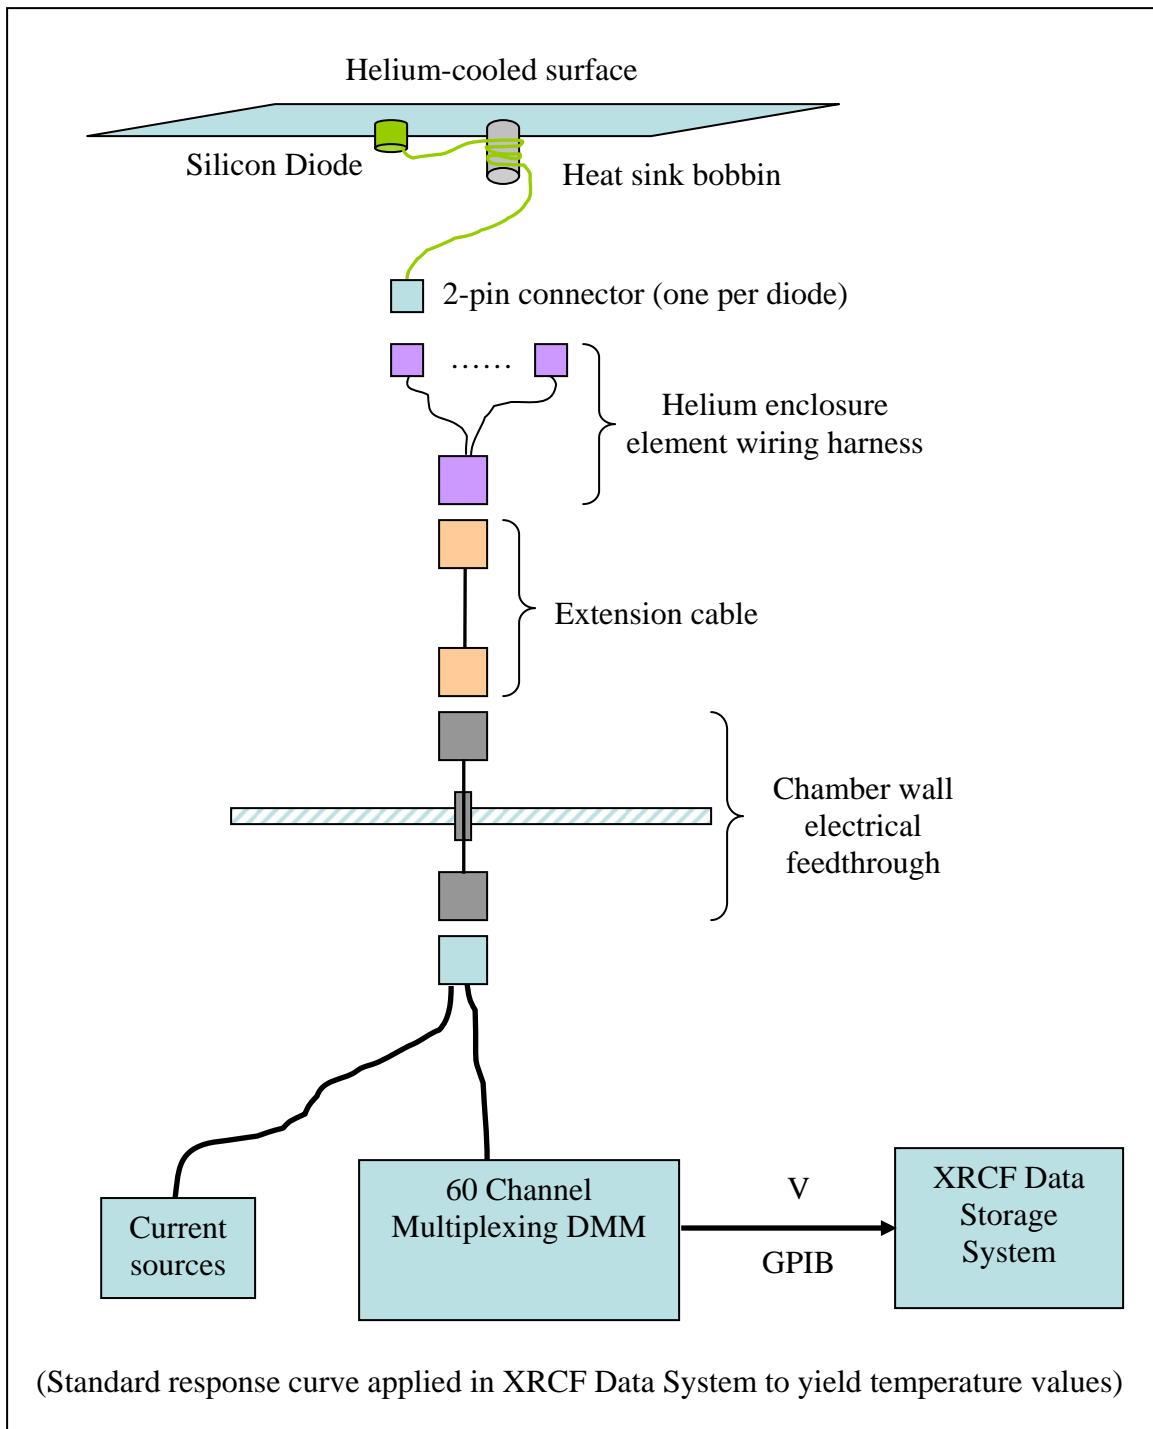 Helium-cooled surface
Silicon Diode
Heat sink bobbin
2-pin connector (one per diode)
......
Helium enclosure
element wiring harness
Extension cable
Chamber wall
electrical
feedthrough
Current
sources
60 Channel
Multiplexing DMM
V
GPIB
XRCF Data
Storage
System
(Standard response curve applied in XRCF Data System to yield temperature values)